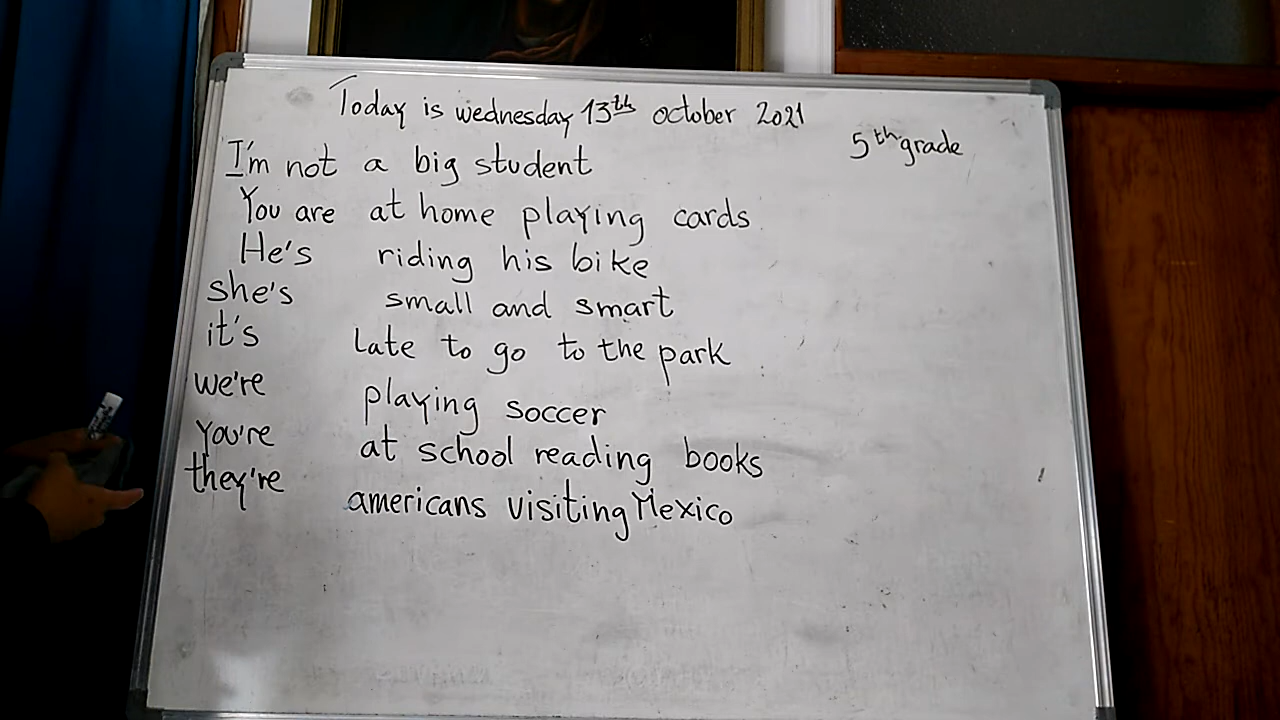 Today is wednesday 13th october 2021
5th grade
I'm not a big student
You are at home playing cards
He's riding his bike
she's small and smart
it's late to go to the park
we're playing soccer
You're at school reading books
they're americans visiting Mexico